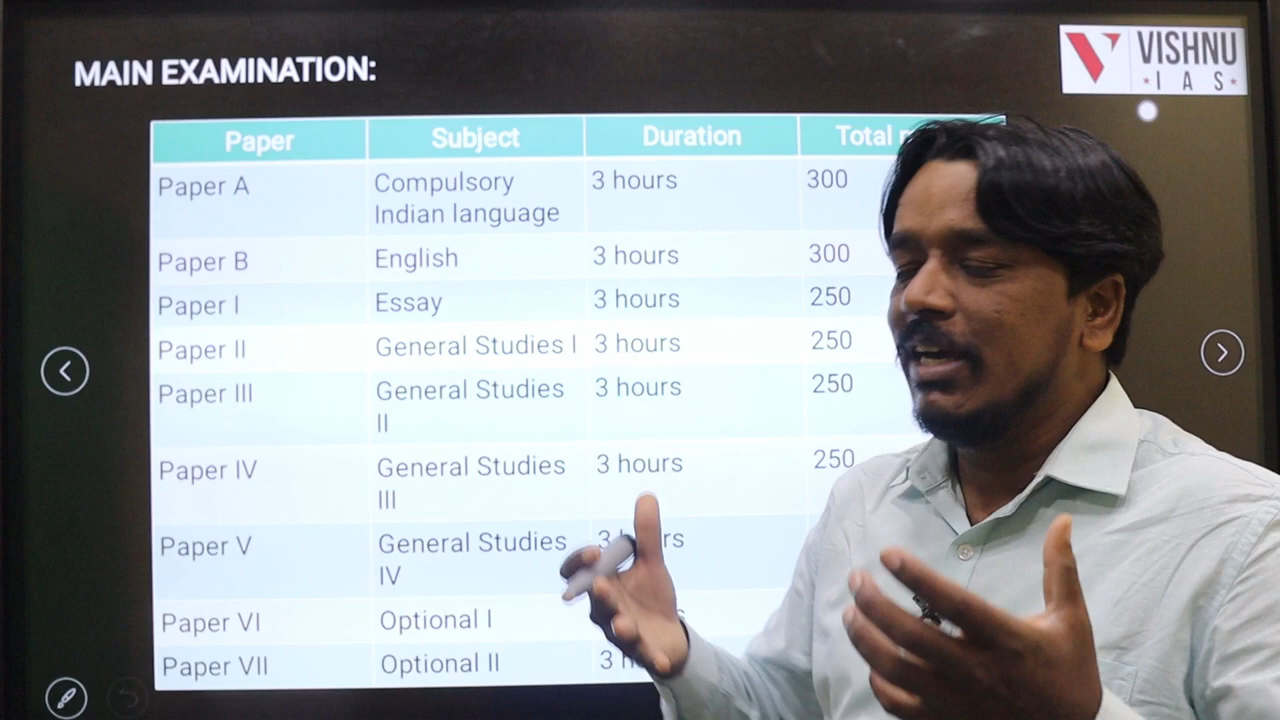 MAIN EXAMINATION:
VISHNU
IAS
Paper Subject Duration Total
Paper A Compulsory 3 hours 300
Indian language
Paper B English 3 hours 300
Paper I Essay 3 hours 250
Paper II General Studies I 3 hours 250
Paper III General Studies 3 hours 250
II
Paper IV General Studies 3 hours 250
III
Paper V General Studies 3
IV
Paper VI Optional I
Paper VII Optional II 3